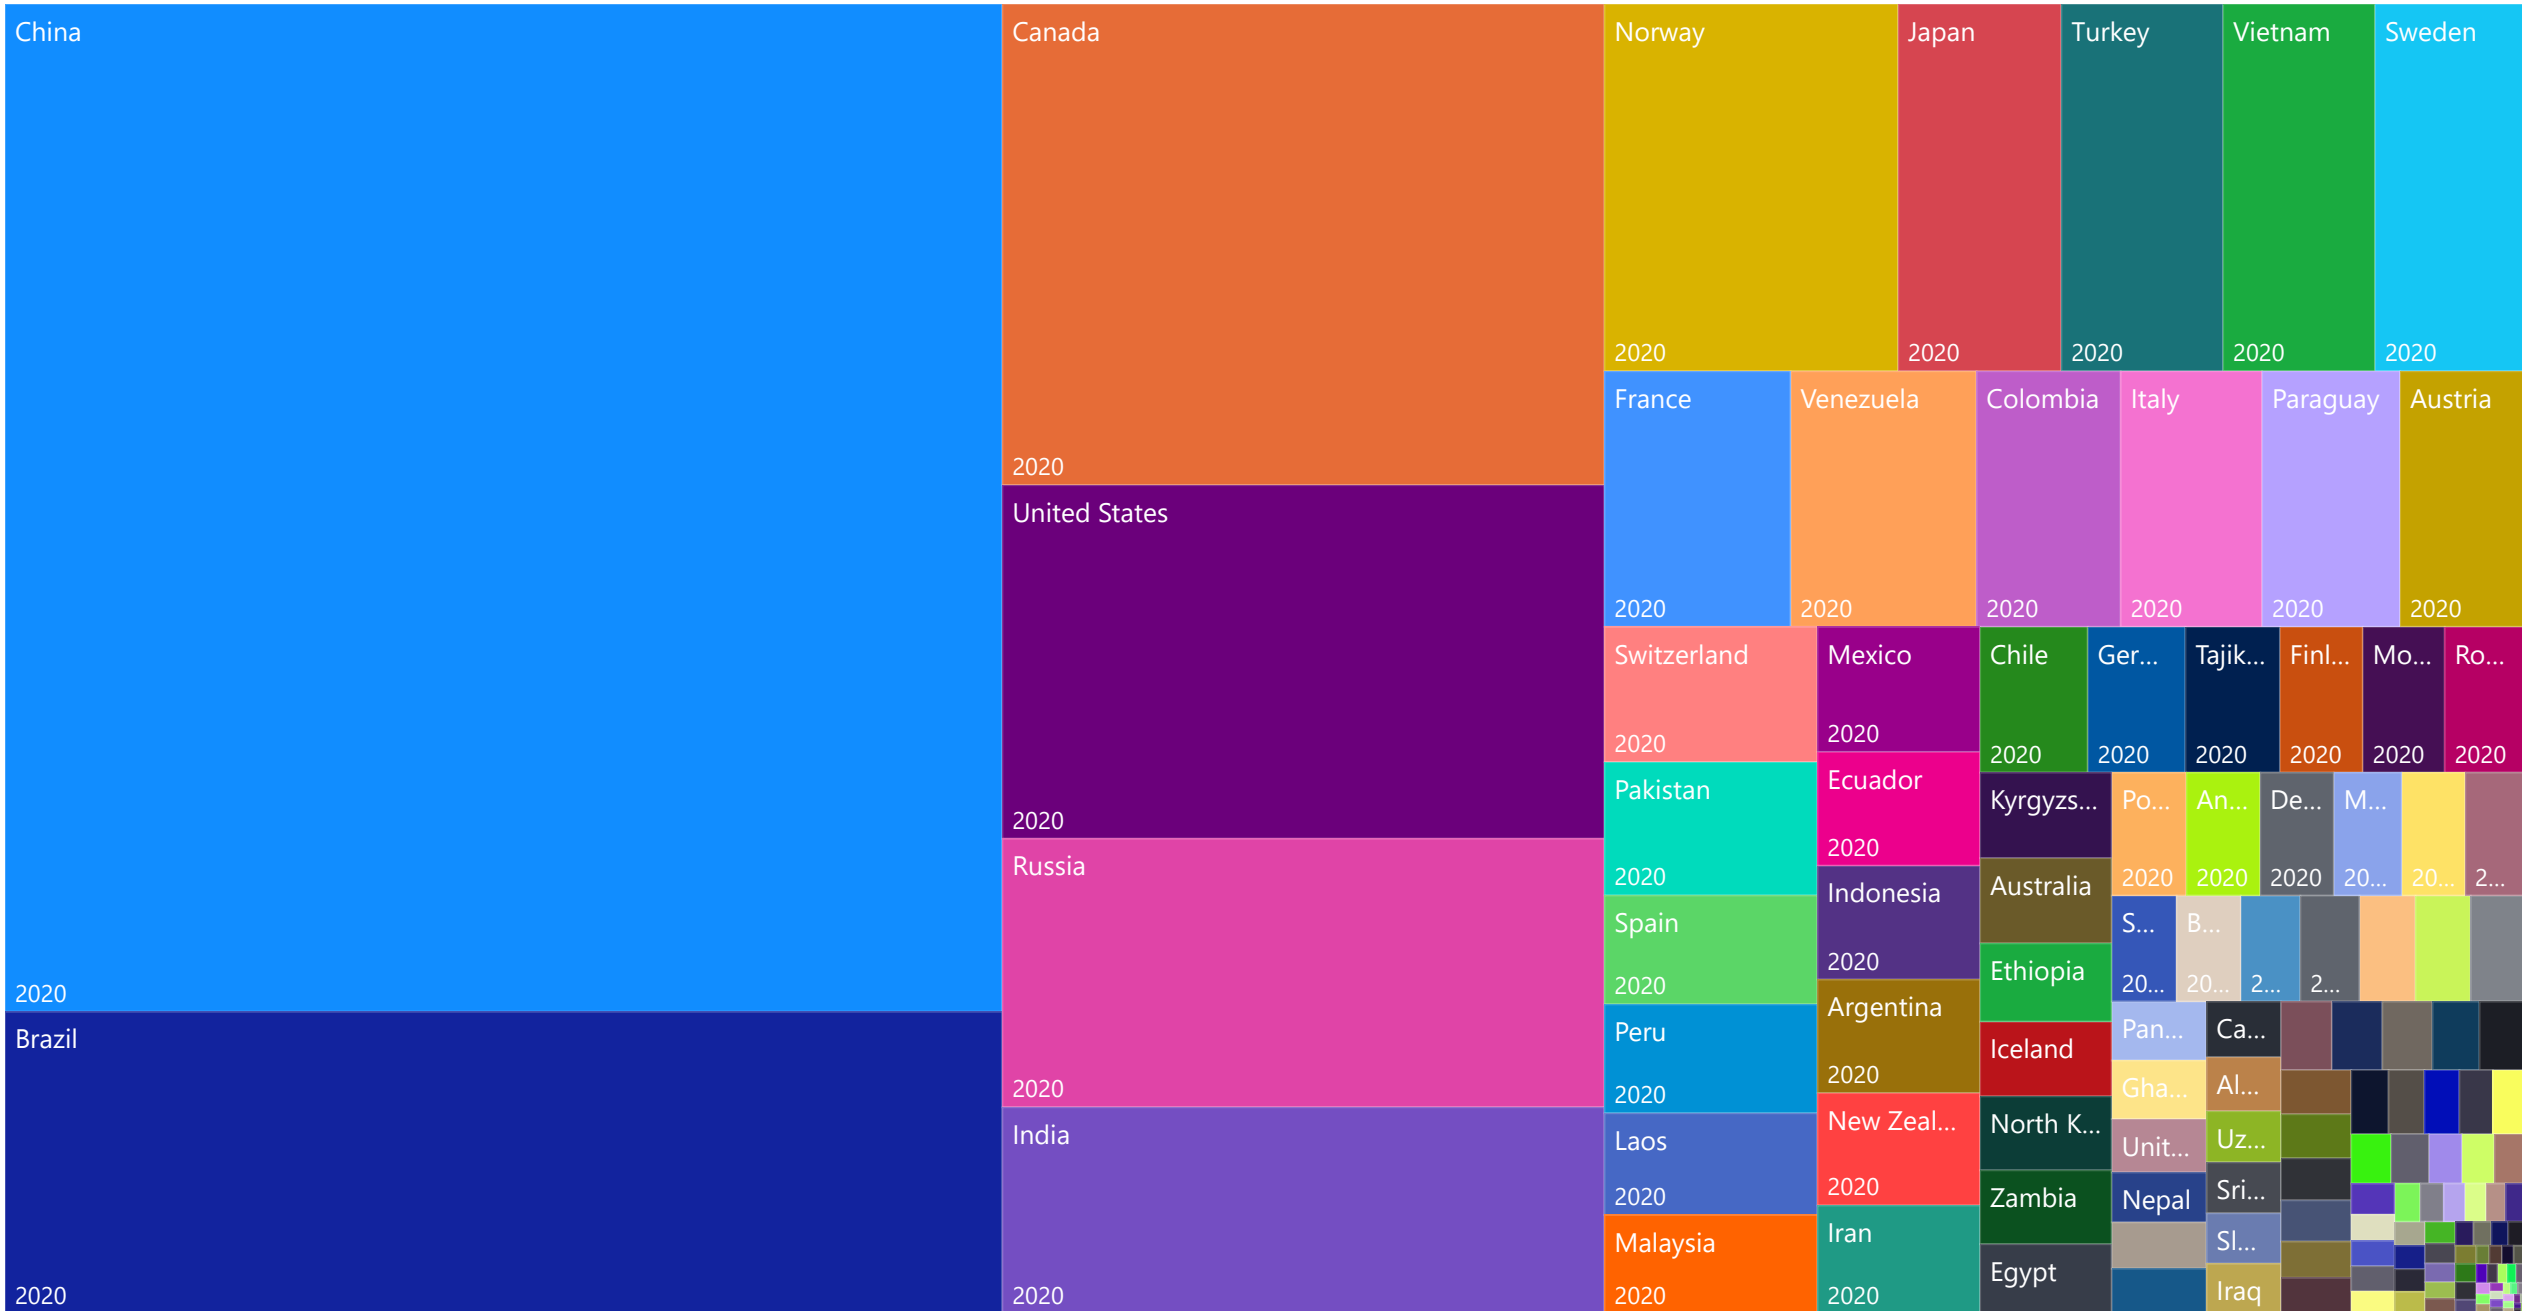 China
2020
Brazil
2020
Canada
2020
United States
2020
Russia
2020
India
2020
Norway
2020
Japan
2020
Turkey
2020
Vietnam
2020
Sweden
2020
France
2020
Venezuela
2020
Colombia
2020
Italy
2020
Paraguay
2020
Austria
2020
Switzerland
2020
Pakistan
2020
Spain
2020
Peru
2020
Laos
2020
Malaysia
2020
Mexico
2020
Ecuador
2020
Indonesia
2020
Argentina
2020
New Zeal...
2020
Iran
2020
Chile
2020
Ger...
2020
Tajik...
2020
Finl...
2020
Mo...
2020
Ro...
2020
Kyrgyzs...
Australia
Ethiopia
Iceland
North K...
Zambia
Egypt
Po...
2020
An...
2020
De...
2020
M...
20...
20...
2...
S...
20...
B...
20...
2...
2...
Pan...
Gha...
Unit...
Nepal
Ca...
Al...
Uz...
Sri...
Sl...
Iraq